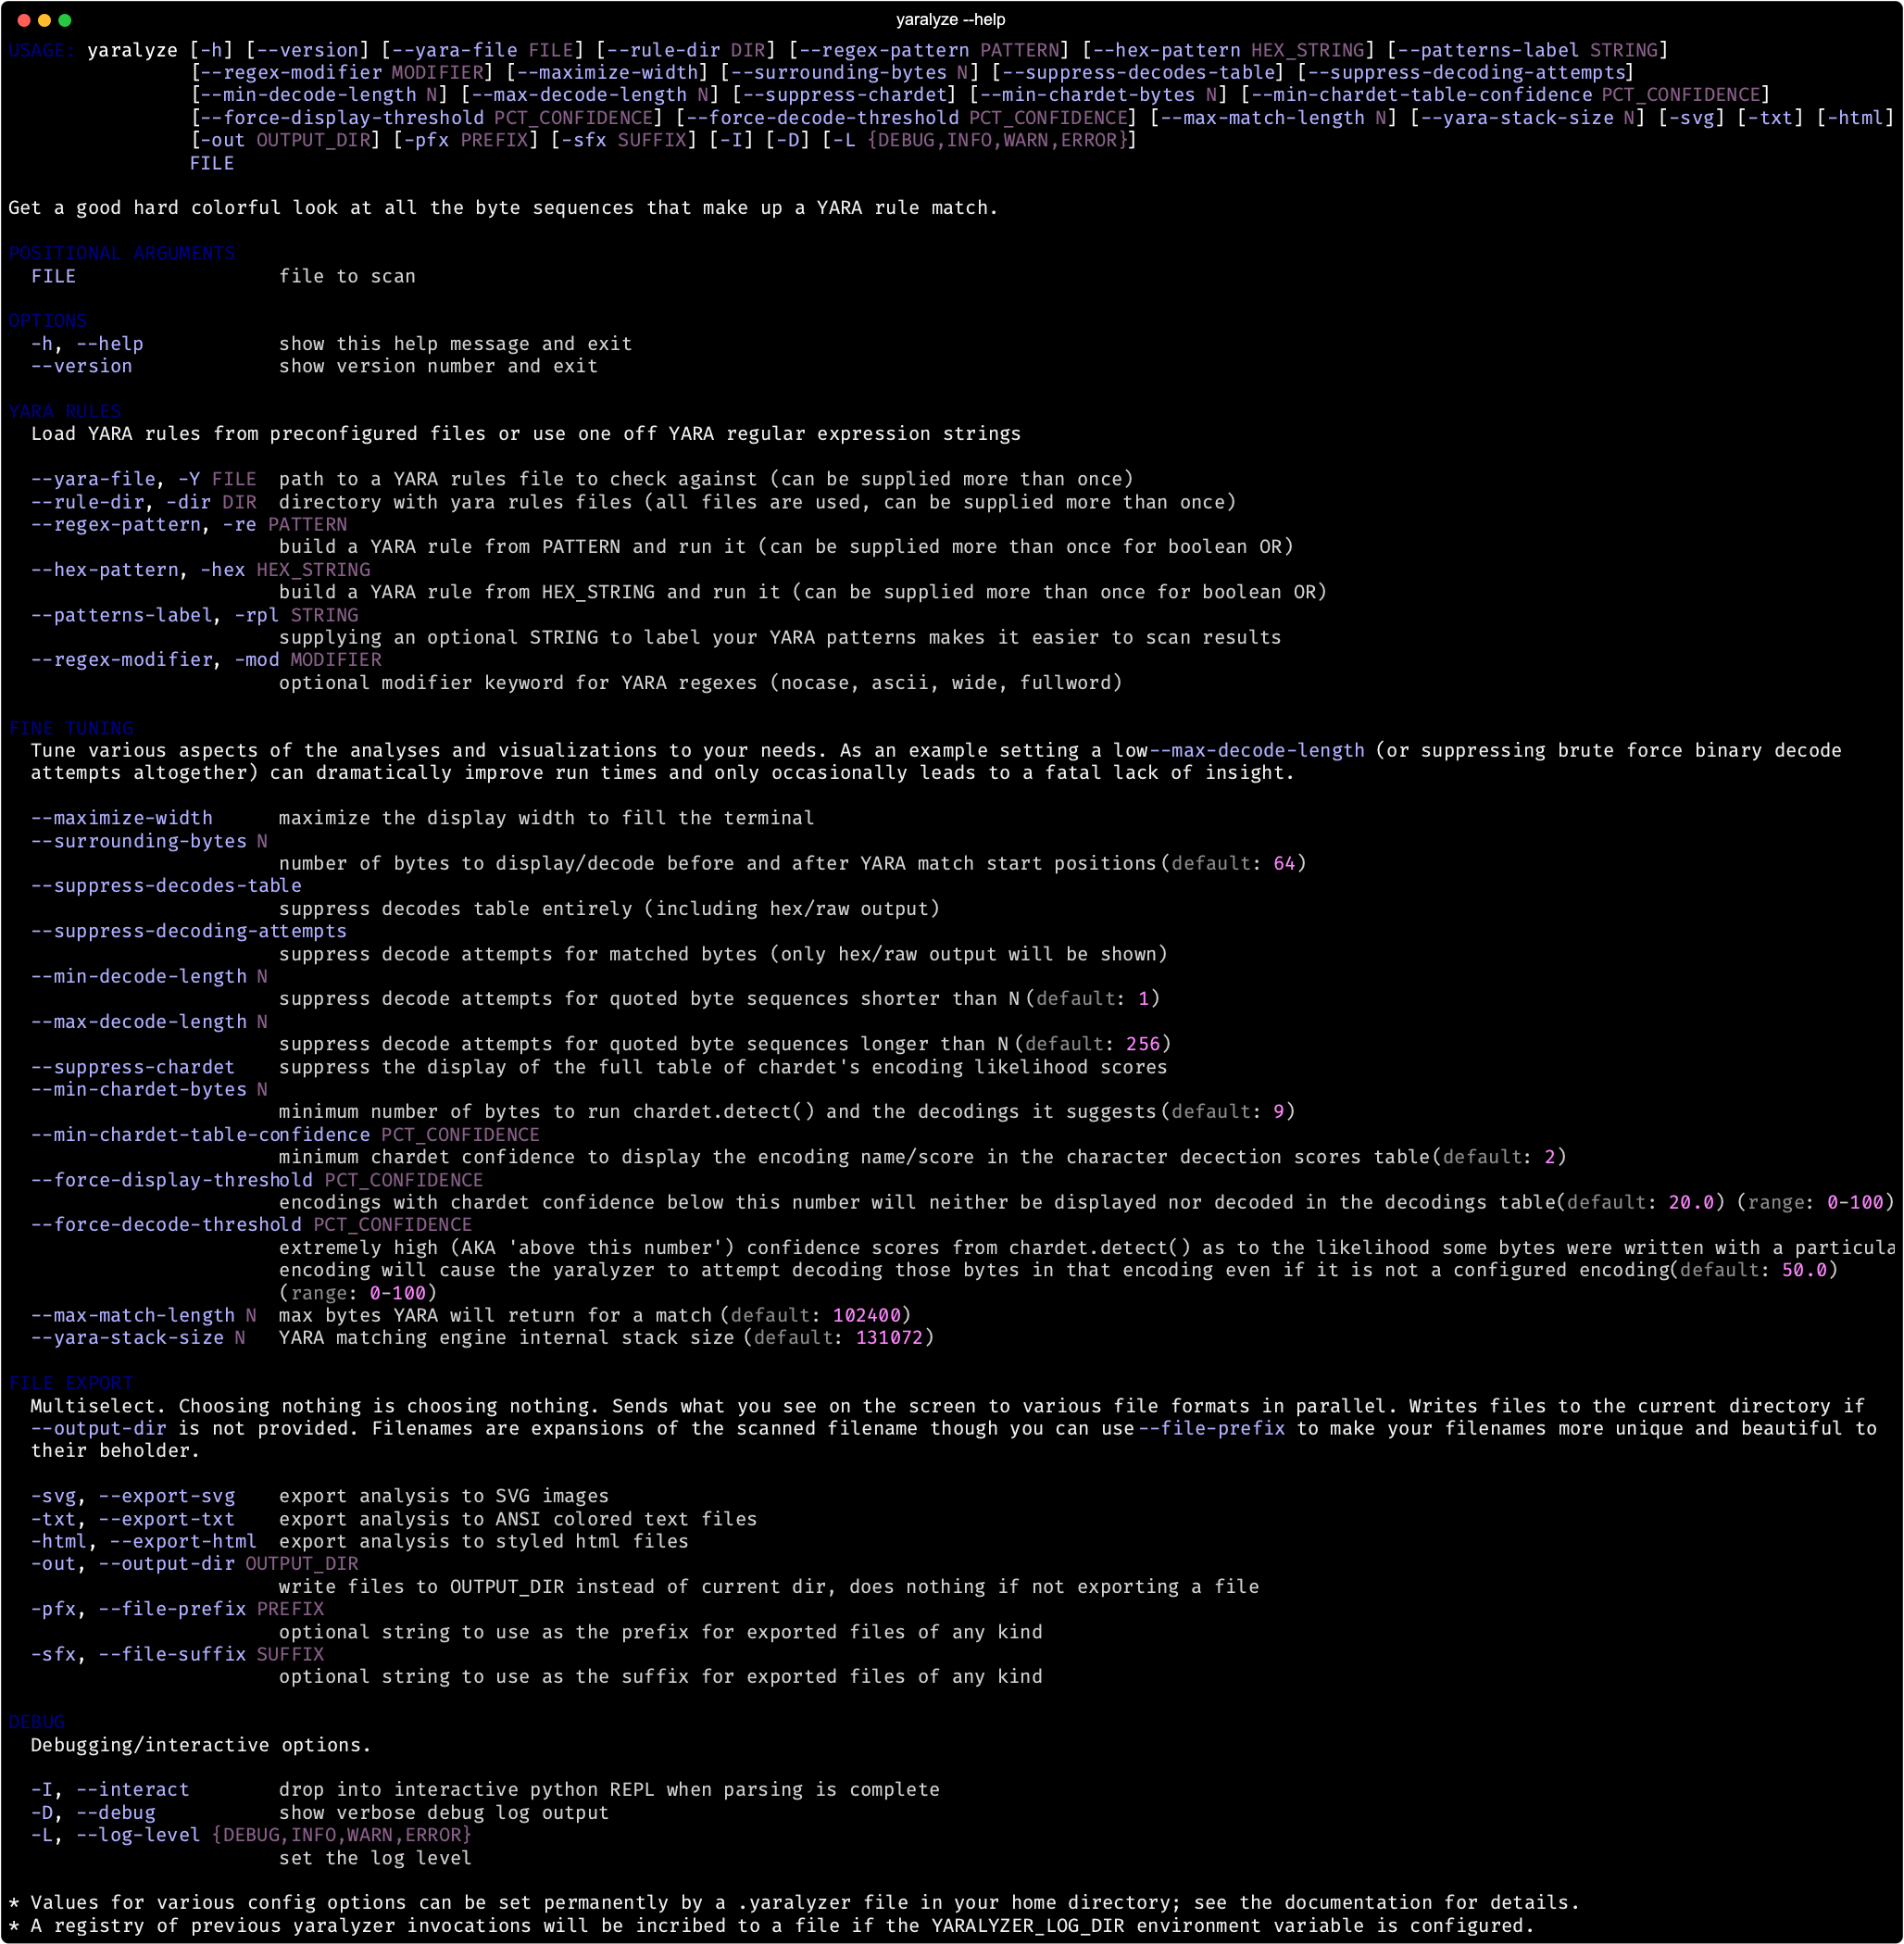 yaralyze --help
USAGE: yaralyze [-h] [--version] [--yara-file FILE] [--rule-dir DIR] [--regex-pattern PATTERN] [--hex-pattern HEX_STRING] [--patterns-label STRING]
[--regex-modifier MODIFIER] [--maximize-width] [--surrounding-bytes N] [--suppress-decodes-table] [--suppress-decoding-attempts]
[--min-decode-length N] [--max-decode-length N] [--suppress-chardet] [--min-chardet-bytes N] [--min-chardet-table-confidence PCT_CONFIDENCE]
[--force-display-threshold PCT_CONFIDENCE] [--force-decode-threshold PCT_CONFIDENCE] [--max-match-length N] [--yara-stack-size N] [-svg] [-txt] [-html]
[-out OUTPUT_DIR] [-pfx PREFIX] [-sfx SUFFIX] [-I] [-D] [-L {DEBUG,INFO,WARN,ERROR}]
FILE
Get a good hard colorful look at all the byte sequences that make up a YARA rule match.
POSITIONAL ARGUMENTS
FILE file to scan
OPTIONS
-h, --help show this help message and exit
--version show version number and exit
YARA RULES
Load YARA rules from preconfigured files or use one off YARA regular expression strings
--yara-file, -Y FILE path to a YARA rules file to check against (can be supplied more than once)
--rule-dir, -dir DIR directory with yara rules files (all files are used, can be supplied more than once)
--regex-pattern, -re PATTERN
build a YARA rule from PATTERN and run it (can be supplied more than once for boolean OR)
--hex-pattern, -hex HEX_STRING
build a YARA rule from HEX_STRING and run it (can be supplied more than once for boolean OR)
--patterns-label, -rpl STRING
supplying an optional STRING to label your YARA patterns makes it easier to scan results
--regex-modifier, -mod MODIFIER
optional modifier keyword for YARA regexes (nocase, ascii, wide, fullword)
FINE TUNING
Tune various aspects of the analyses and visualizations to your needs. As an example setting a low --max-decode-length (or suppressing brute force binary decode
attempts altogether) can dramatically improve run times and only occasionally leads to a fatal lack of insight.
--maximize-width maximize the display width to fill the terminal
--surrounding-bytes N
number of bytes to display/decode before and after YARA match start positions (default: 64)
--suppress-decodes-table
suppress decodes table entirely (including hex/raw output)
--suppress-decoding-attempts
suppress decode attempts for matched bytes (only hex/raw output will be shown)
--min-decode-length N
suppress decode attempts for quoted byte sequences shorter than N (default: 1)
--max-decode-length N
suppress decode attempts for quoted byte sequences longer than N (default: 256)
--suppress-chardet suppress the display of the full table of chardet's encoding likelihood scores
--min-chardet-bytes N
minimum number of bytes to run chardet.detect() and the decodings it suggests (default: 9)
--min-chardet-table-confidence PCT_CONFIDENCE
minimum chardet confidence to display the encoding name/score in the character decection scores table (default: 2)
--force-display-threshold PCT_CONFIDENCE
encodings with chardet confidence below this number will neither be displayed nor decoded in the decodings table (default: 20.0) (range: 0-100)
--force-decode-threshold PCT_CONFIDENCE
extremely high (AKA 'above this number') confidence scores from chardet.detect() as to the likelihood some bytes were written with a particula
encoding will cause the yaralyzer to attempt decoding those bytes in that encoding even if it is not a configured encoding (default: 50.0)
(range: 0-100)
--max-match-length N max bytes YARA will return for a match (default: 102400)
--yara-stack-size N YARA matching engine internal stack size (default: 131072)
FILE EXPORT
Multiselect. Choosing nothing is choosing nothing. Sends what you see on the screen to various file formats in parallel. Writes files to the current directory if
--output-dir is not provided. Filenames are expansions of the scanned filename though you can use --file-prefix to make your filenames more unique and beautiful to
their beholder.
-svg, --export-svg export analysis to SVG images
-txt, --export-txt export analysis to ANSI colored text files
-html, --export-html export analysis to styled html files
-out, --output-dir OUTPUT_DIR
write files to OUTPUT_DIR instead of current dir, does nothing if not exporting a file
-pfx, --file-prefix PREFIX
optional string to use as the prefix for exported files of any kind
-sfx, --file-suffix SUFFIX
optional string to use as the suffix for exported files of any kind
DEBUG
Debugging/interactive options.
-I, --interact drop into interactive python REPL when parsing is complete
-D, --debug show verbose debug log output
-L, --log-level {DEBUG,INFO,WARN,ERROR}
set the log level
* Values for various config options can be set permanently by a .yaralyzer file in your home directory; see the documentation for details.
* A registry of previous yaralyzer invocations will be incribed to a file if the YARALYZER_LOG_DIR environment variable is configured.